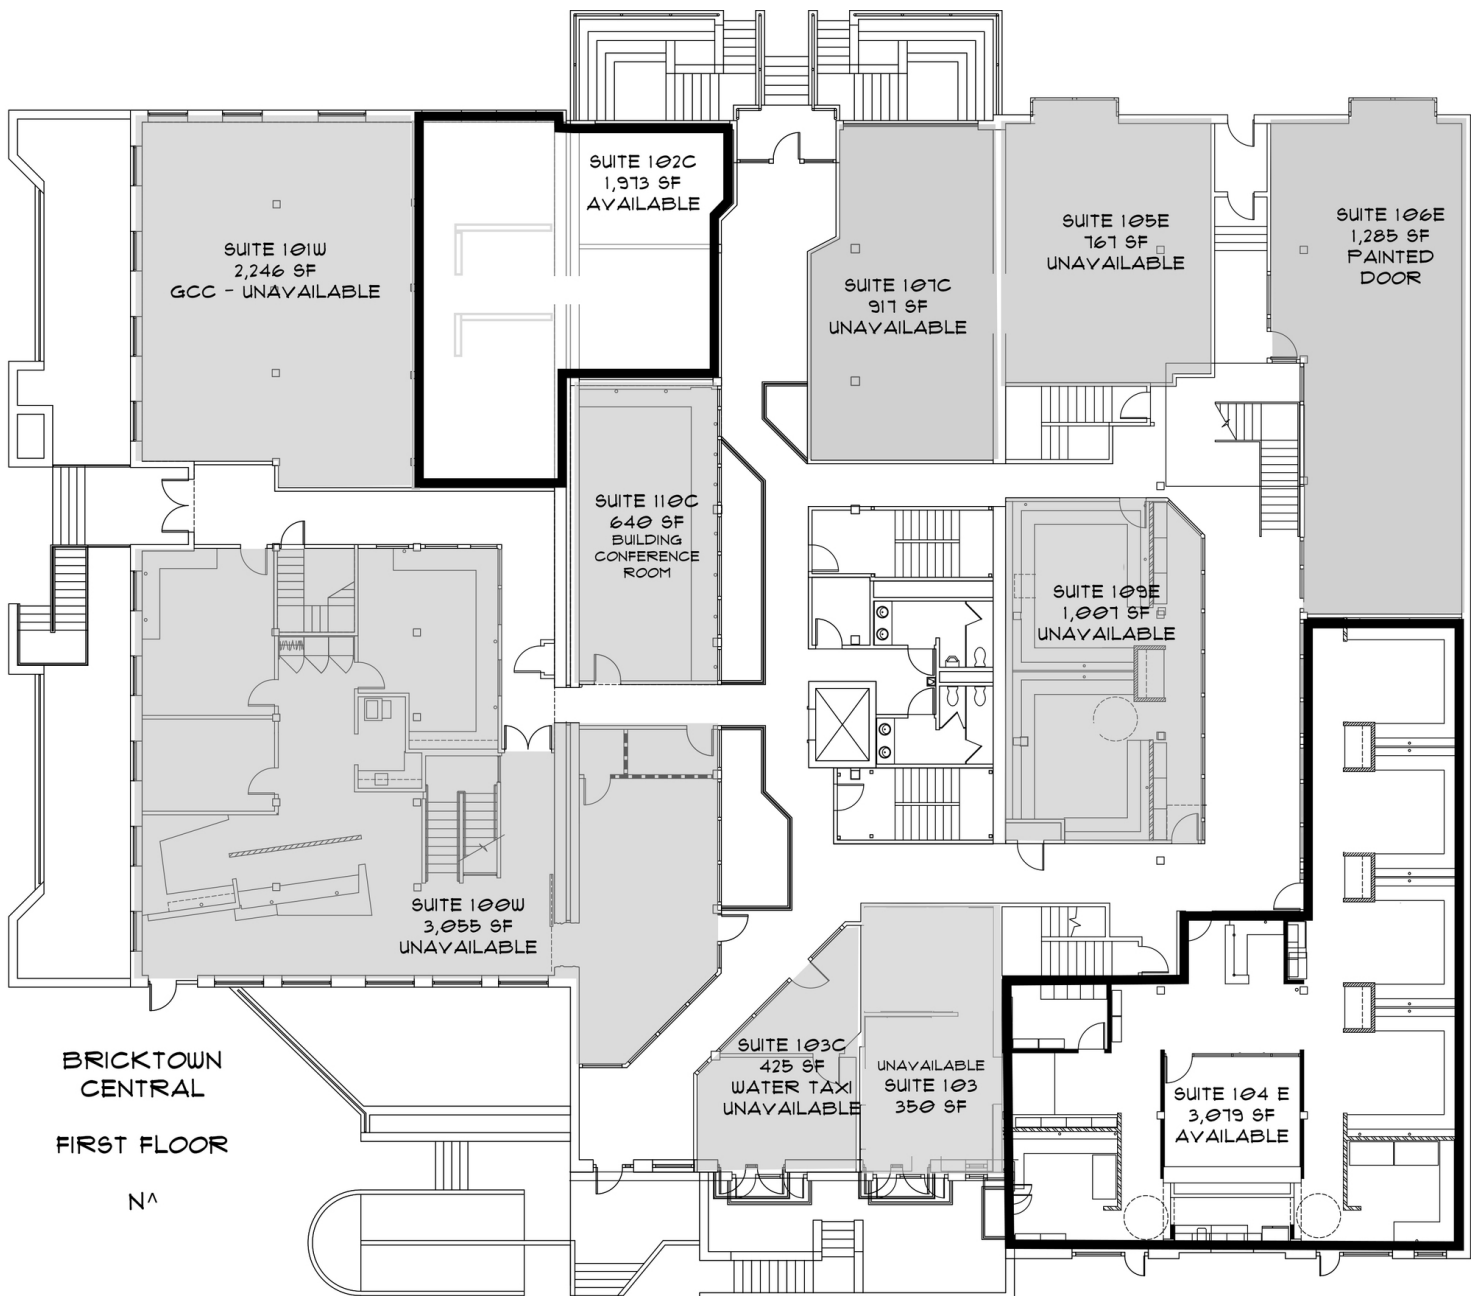 SUITE 102C
1,973 SF
AVAILABLE
SUITE 101W
2,246 SF
GCC - UNAVAILABLE
SUITE 107C
917 SF
UNAVAILABLE
SUITE 105E
767 SF
UNAVAILABLE
SUITE 106E
1,285 SF
PAINTED
DOOR
SUITE 110C
640 SF
BUILDING
CONFERENCE
ROOM
SUITE 109E
1,007 SF
UNAVAILABLE
SUITE 100W
3,055 SF
UNAVAILABLE
SUITE 103C
425 SF
WATER TAXI
UNAVAILABLE
UNAVAILABLE
SUITE 103
350 SF
SUITE 104 E
3,079 SF
AVAILABLE
BRICKTOWN
CENTRAL
FIRST FLOOR
N^